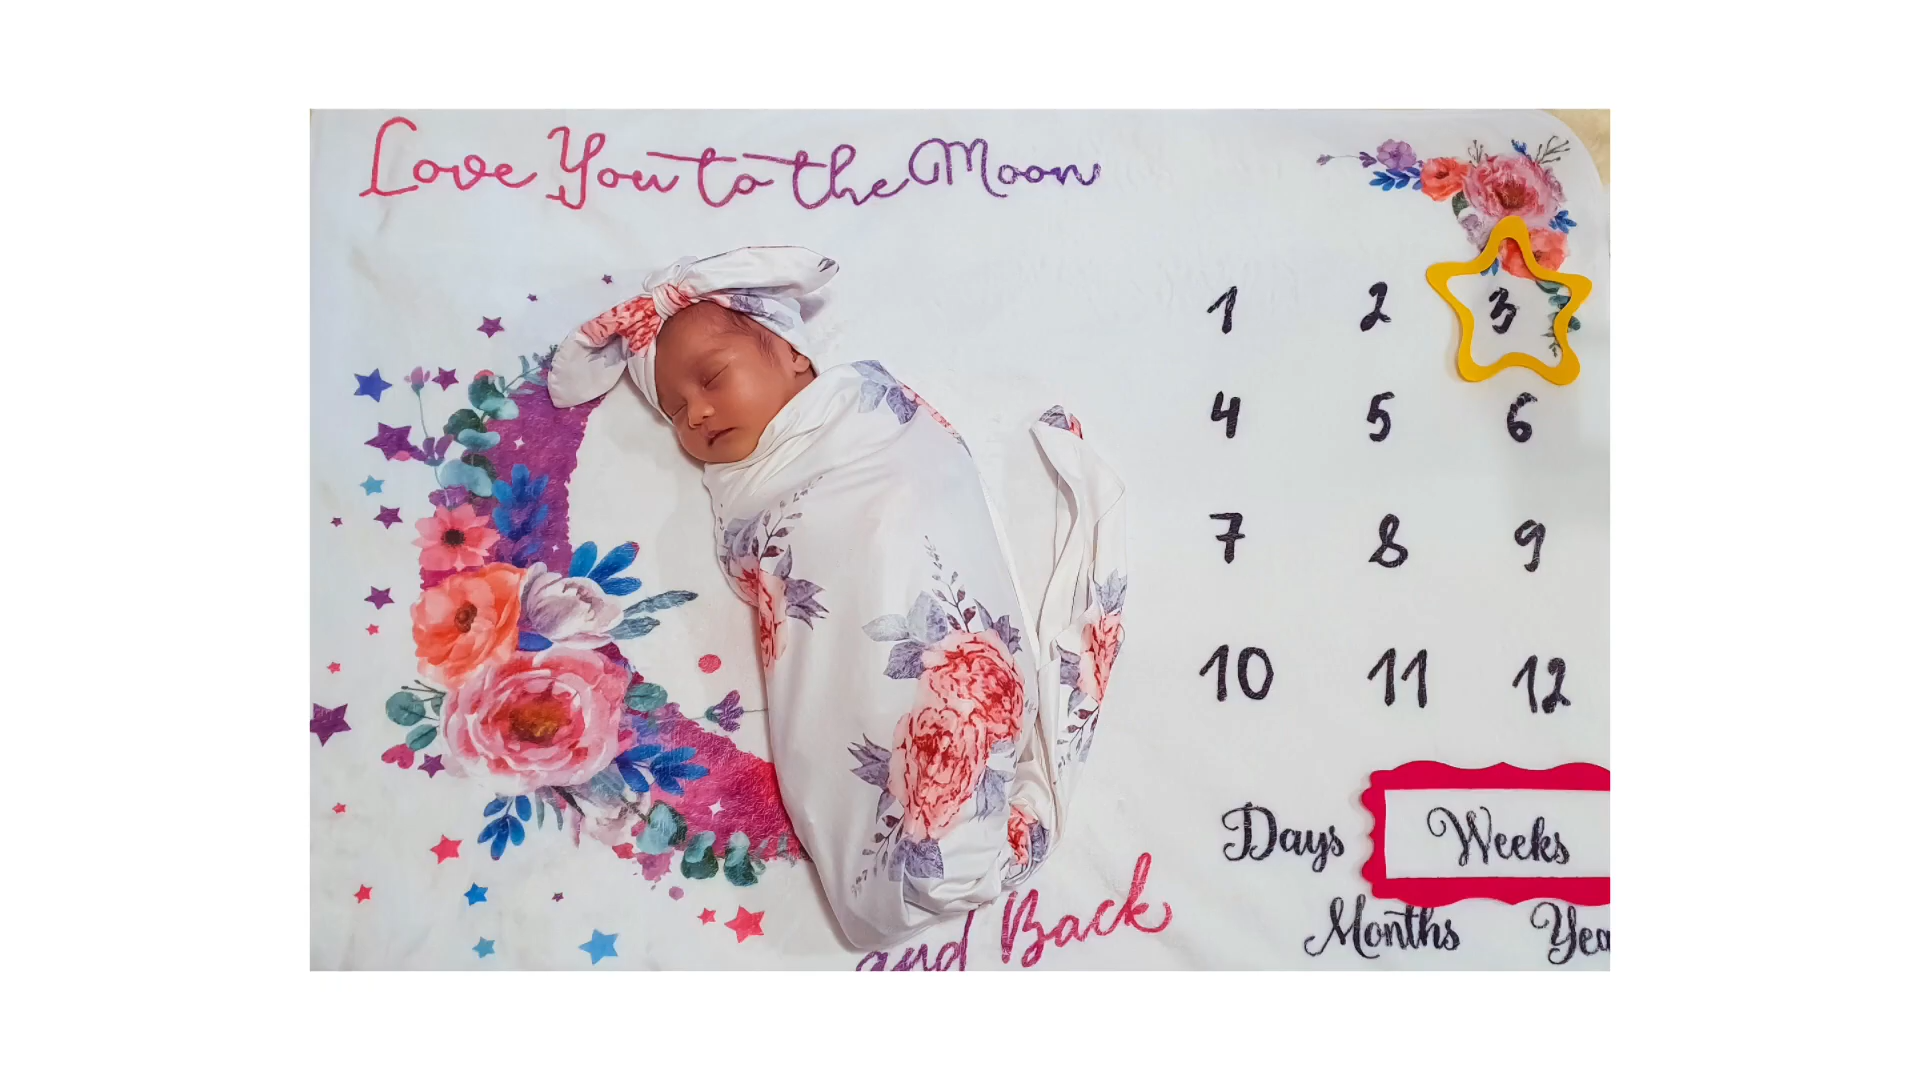 Love You to the Moon
1 2 3
4 5 6
7 8 9
10 11 12
Days Weeks
Months
and Back